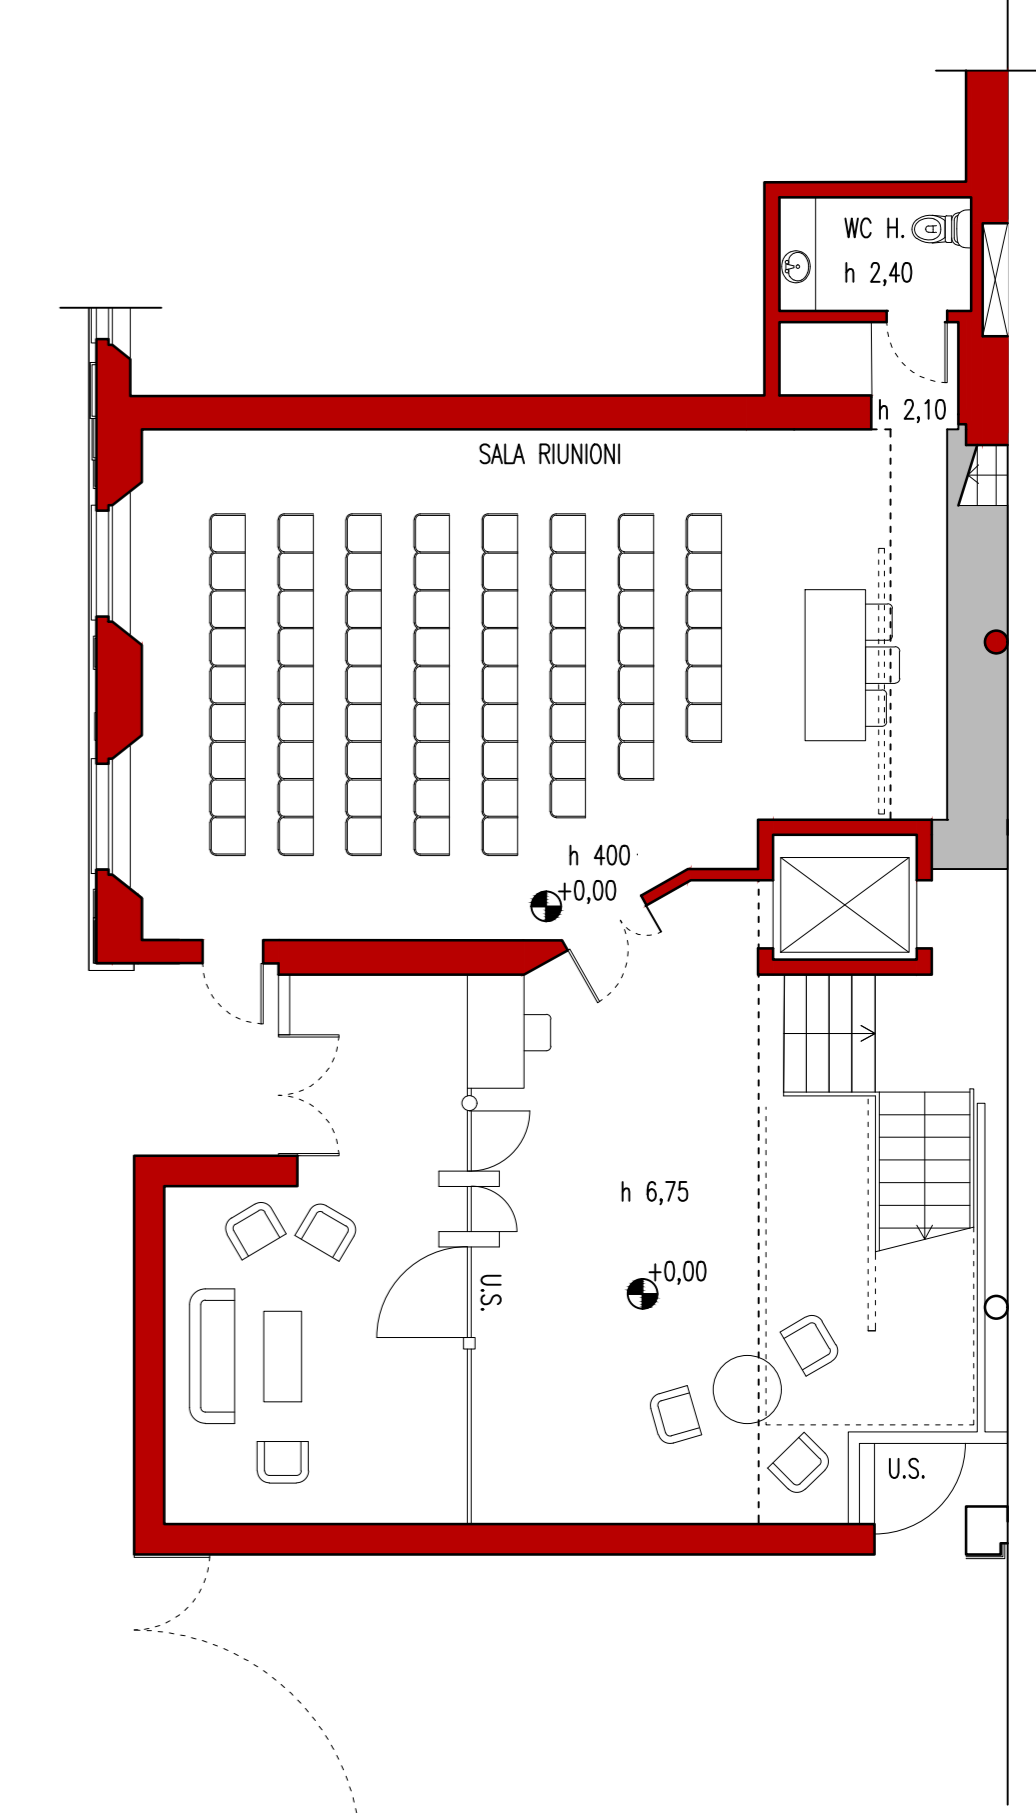 WC H.
h 2,40
h 2,10
SALA RIUNIONI
h 400
+0,00
h 6,75
+0,00
U.S.
U.S.